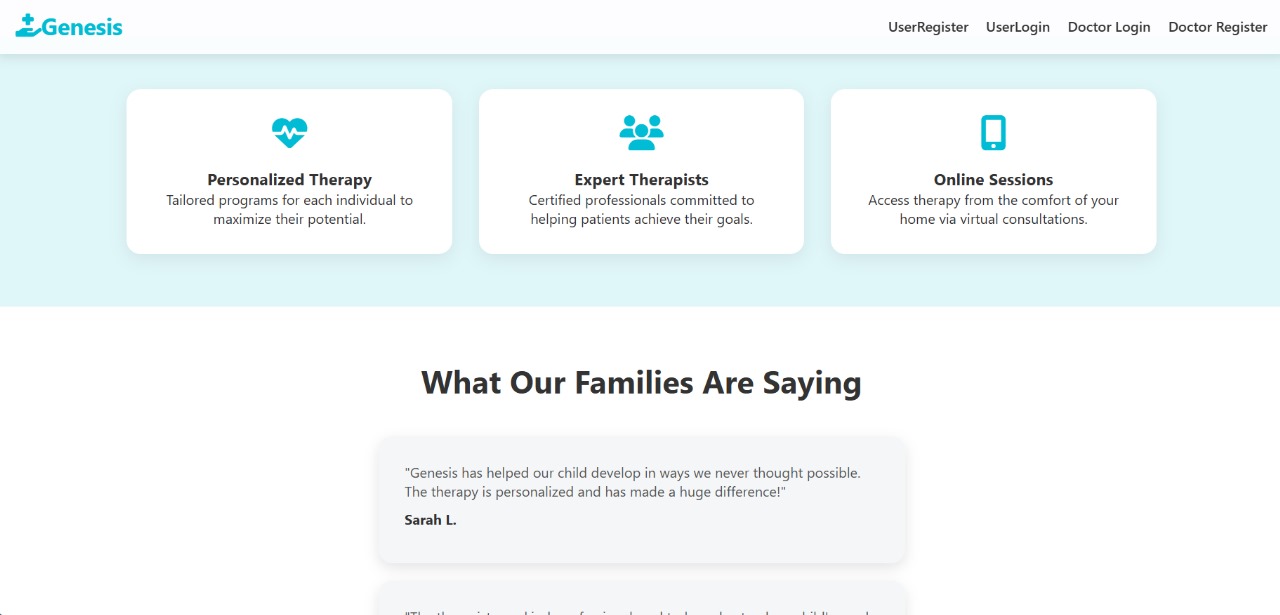 Genesis
UserRegister UserLogin Doctor Login Doctor Register
Personalized Therapy
Tailored programs for each individual to
maximize their potential.
Expert Therapists
Certified professionals committed to
helping patients achieve their goals.
Online Sessions
Access therapy from the comfort of your
home via virtual consultations.
What Our Families Are Saying
"Genesis has helped our child develop in ways we never thought possible.
The therapy is personalized and has made a huge difference!"
Sarah L.